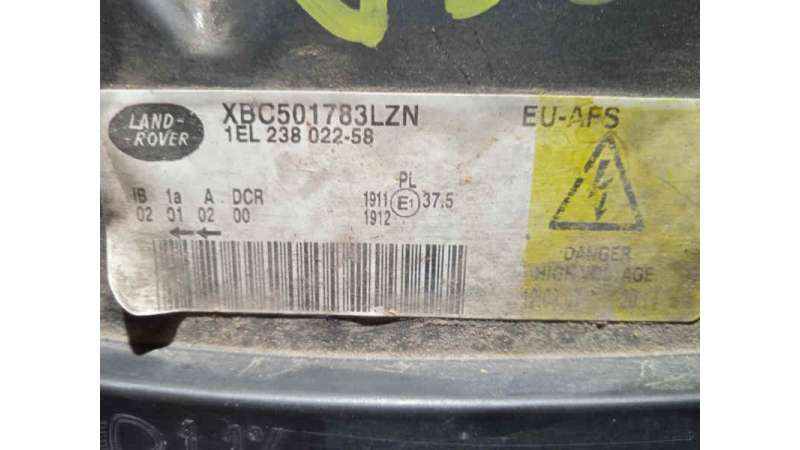 LAND-
-ROVER
XBC501783LZN
1EL 238 022-58
EU-AFS
IB 1a A DCR
02 01 02 00
PL
1911 E1 37.5
1912
DANGER
HIGH VOLTAGE